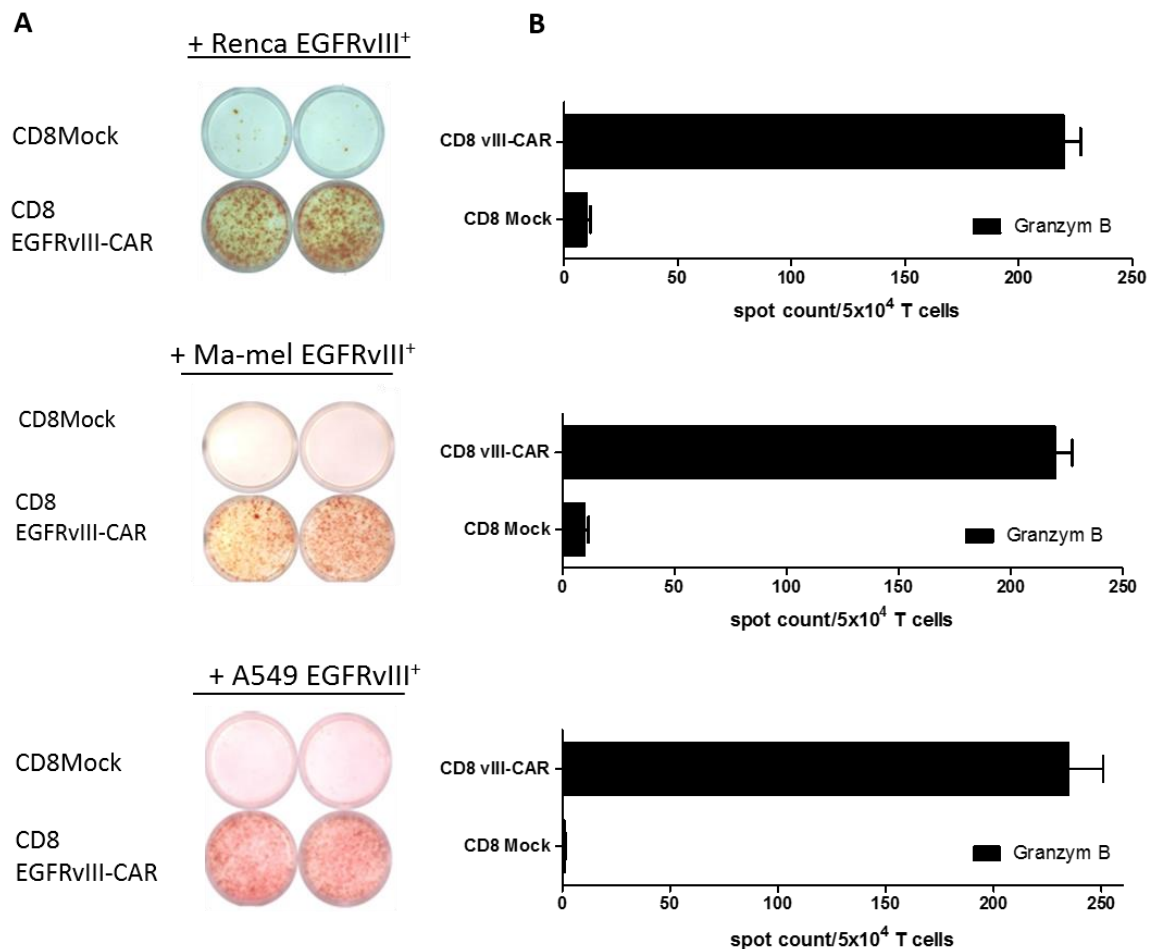 A
+ Renca EGFRvIII⁺
CD8Mock
CD8
EGFRvIII-CAR
B
CD8 vIII-CAR
CD8 Mock
Granzym B
0 50 100 150 200 250
spot count/5x10⁴ T cells
+ Ma-mel EGFRvIII⁺
CD8Mock
CD8
EGFRvIII-CAR
CD8 vIII-CAR
CD8 Mock
Granzym B
0 50 100 150 200 250
spot count/5x10⁴ T cells
+ A549 EGFRvIII⁺
CD8Mock
CD8
EGFRvIII-CAR
CD8 vIII-CAR
CD8 Mock
Granzym B
0 50 100 150 200 250
spot count/5x10⁴ T cells